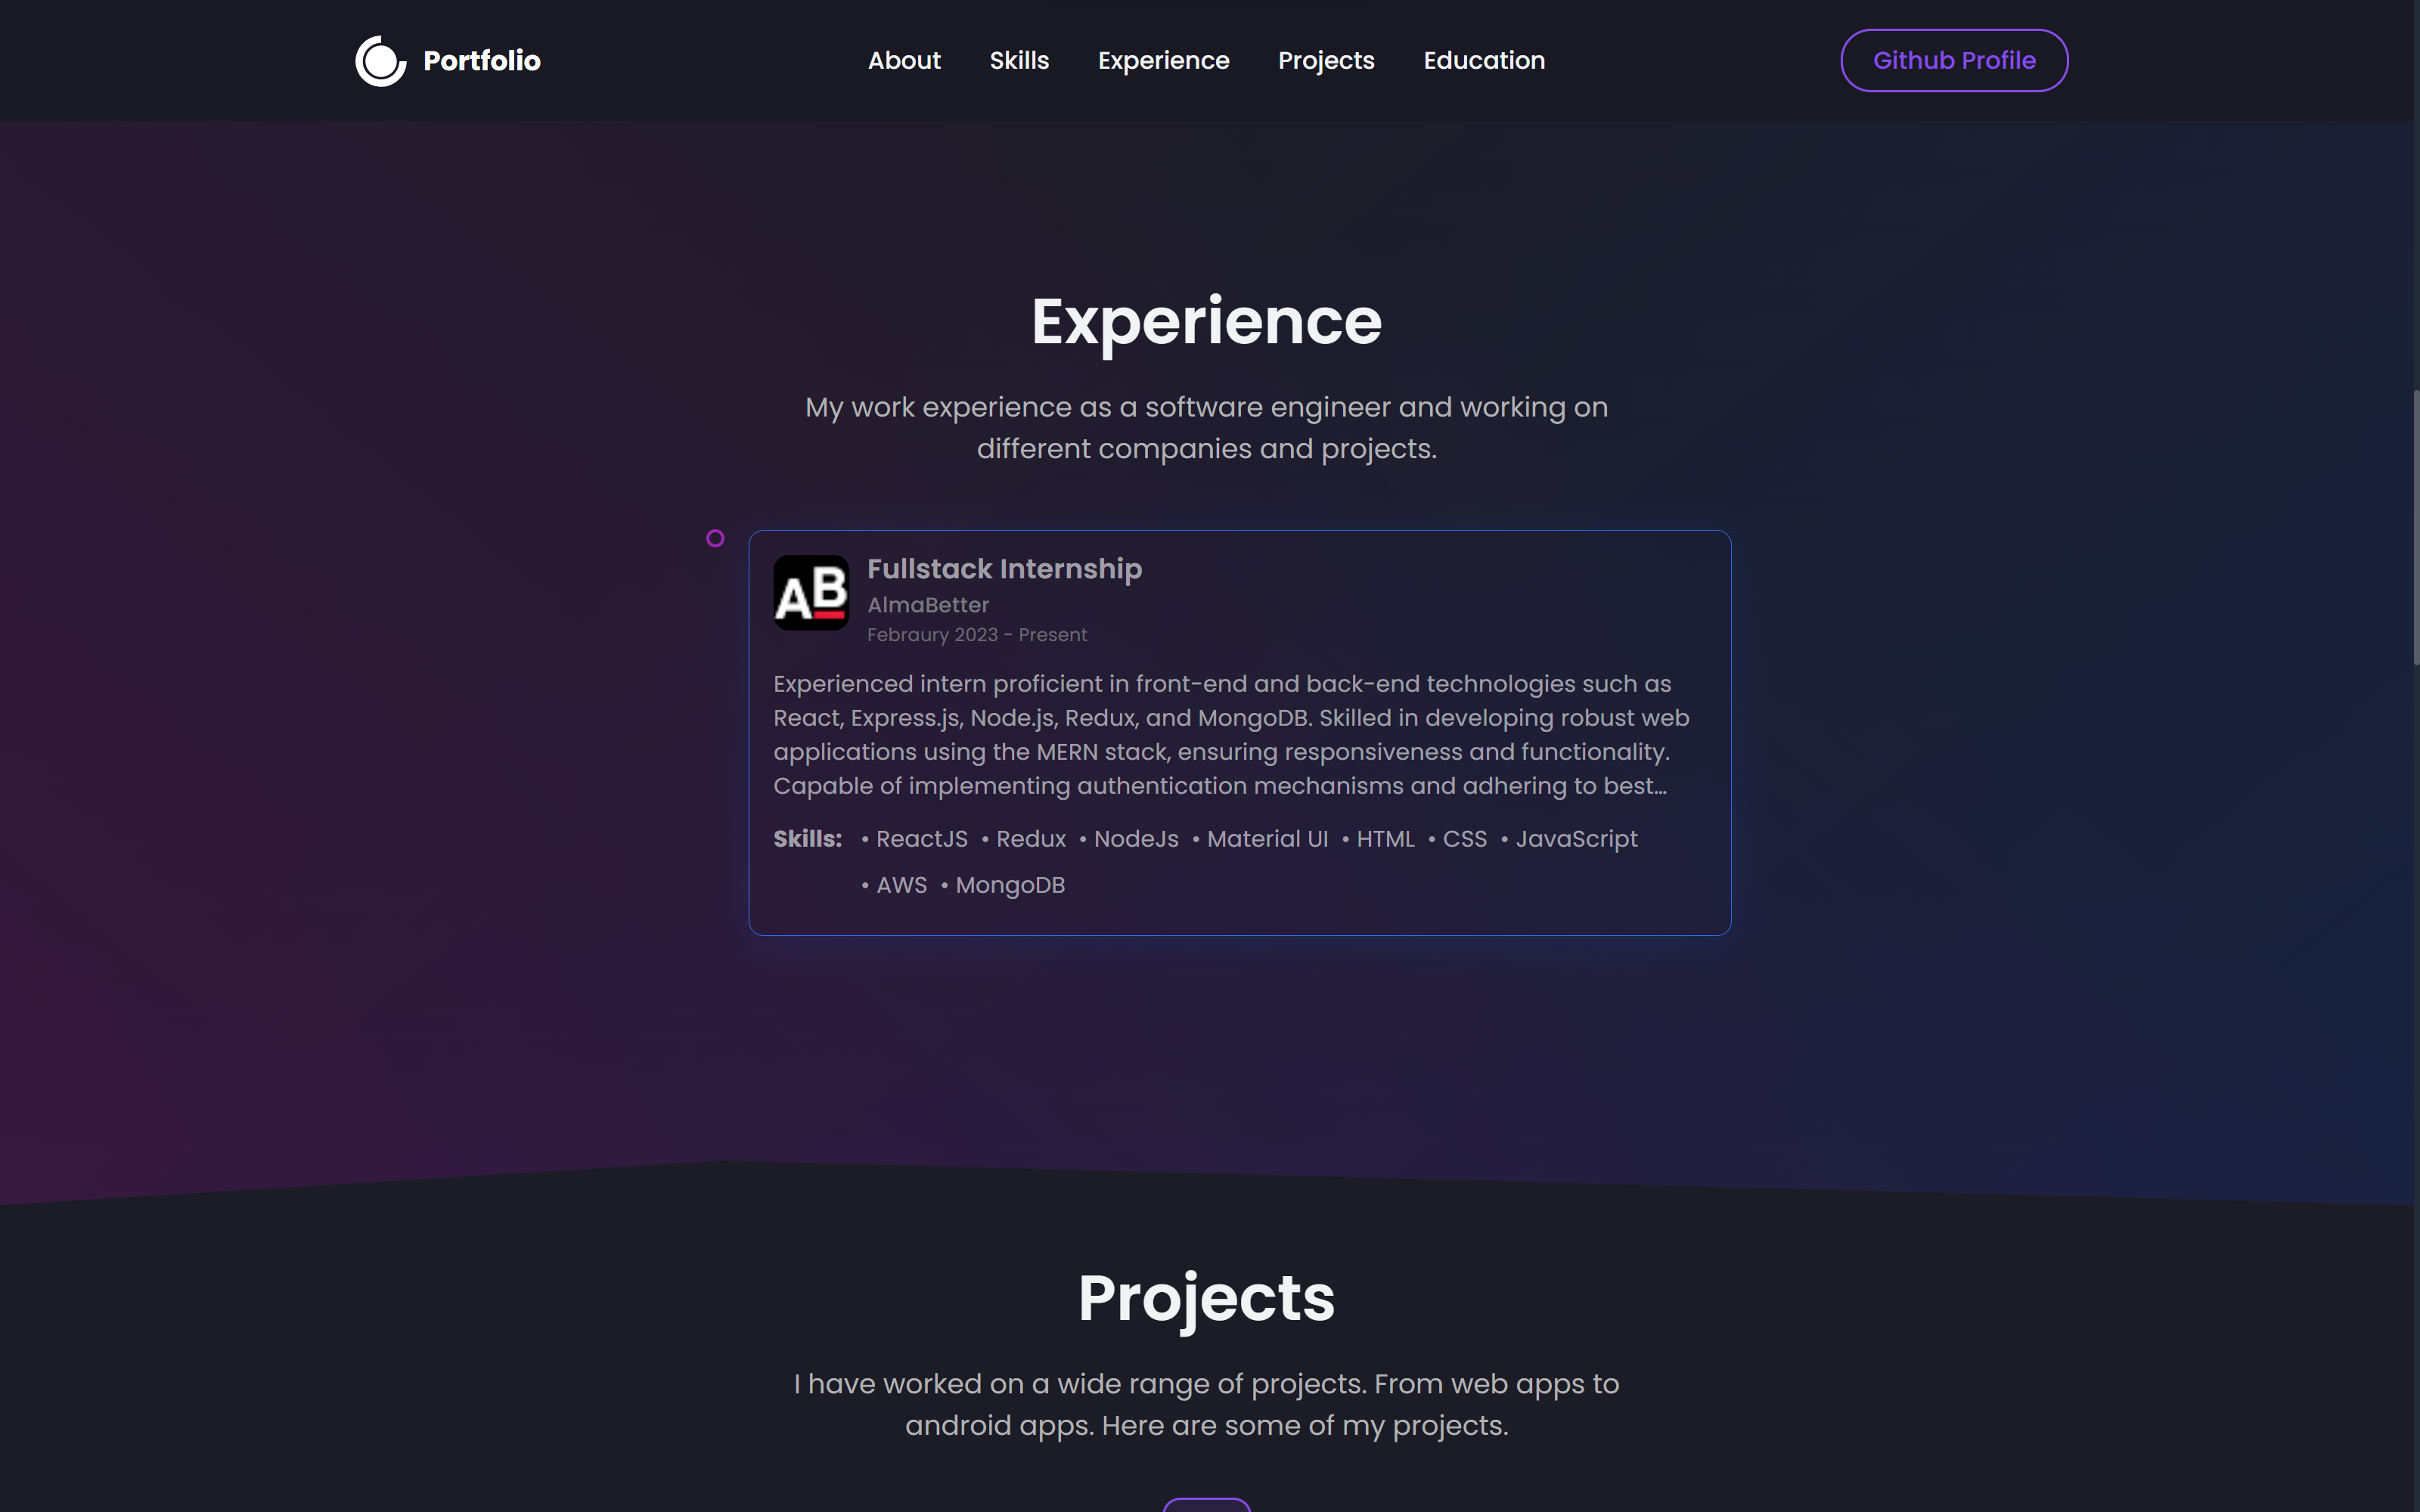 Portfolio
About Skills Experience Projects Education
Github Profile
Experience
My work experience as a software engineer and working on
different companies and projects.
AB
Fullstack Internship
AlmaBetter
Febraury 2023 - Present
Experienced intern proficient in front-end and back-end technologies such as
React, Express.js, Node.js, Redux, and MongoDB. Skilled in developing robust web
applications using the MERN stack, ensuring responsiveness and functionality.
Capable of implementing authentication mechanisms and adhering to best…
Skills: • ReactJS • Redux • NodeJs • Material UI • HTML • CSS • JavaScript
• AWS • MongoDB
Projects
I have worked on a wide range of projects. From web apps to
android apps. Here are some of my projects.